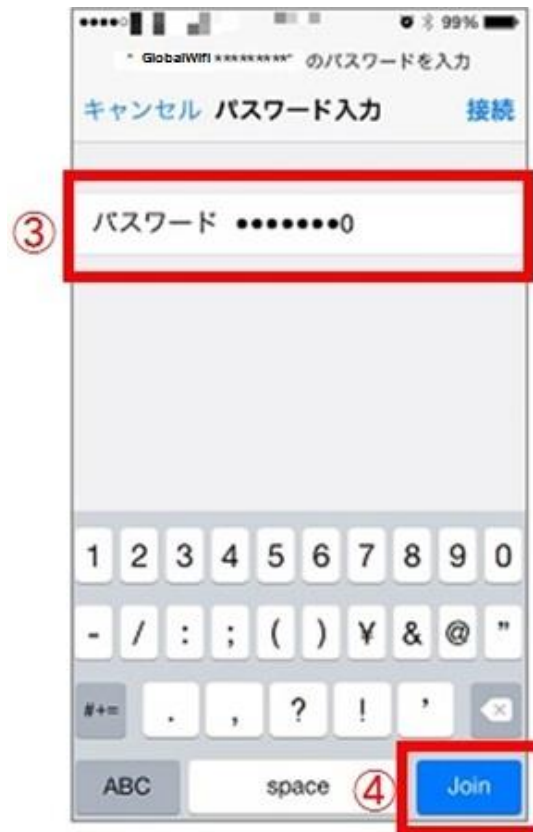 99%
" GlobalWifi *********" のパスワードを入力
キャンセル パスワード入力 接続
③ パスワード ●●●●●●●0
1 2 3 4 5 6 7 8 9 0
- / : ; ( ) ¥ & @ "
#+= . , ? ! ' 
ABC space ④ Join